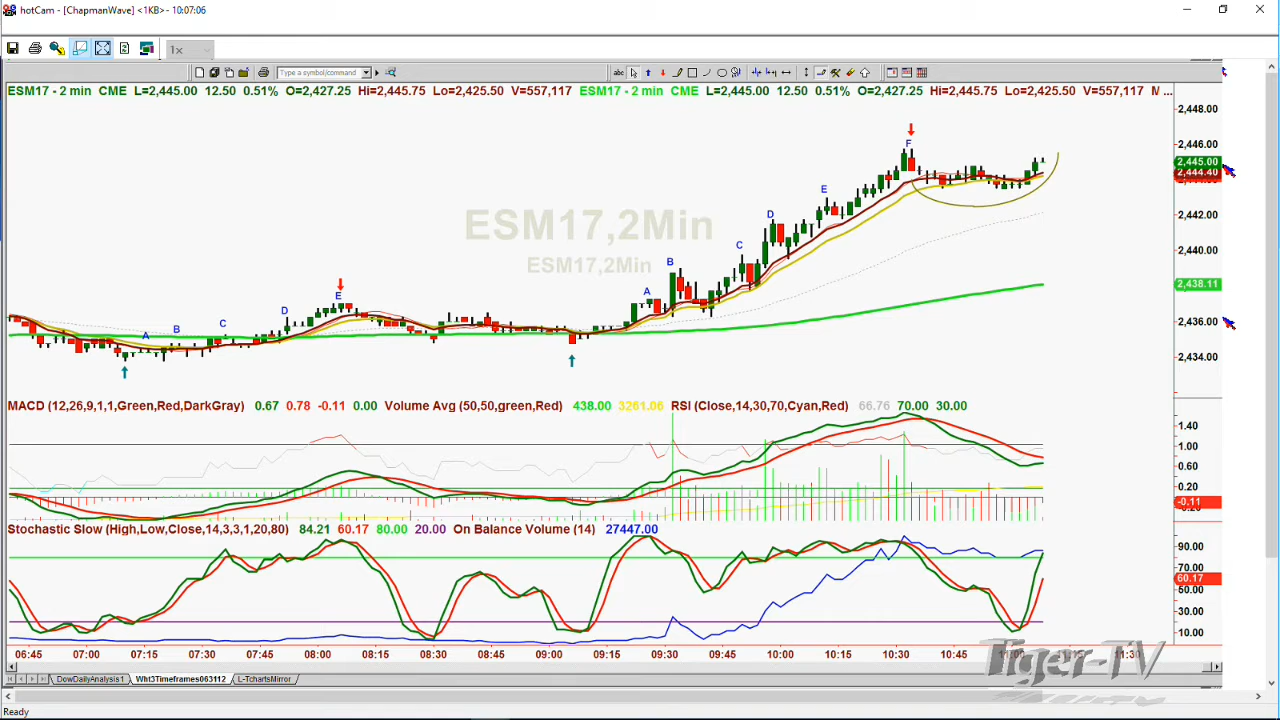 hotCam - [ChapmanWave] <1KB> - 10:07:06
1x
Type a symbol/command
abc
ESM17 - 2 min CME L=2,445.00 12.50 0.51% O=2,427.25 Hi=2,445.75 Lo=2,425.50 V=557,117 ESM17 - 2 min CME L=2,445.00 12.50 0.51% O=2,427.25 Hi=2,445.75 Lo=2,425.50 V=557,117 M ...
2,448.00
2,446.00
2,445.00
2,444.40
2,442.00
2,440.00
2,438.11
2,436.00
2,434.00
ESM17,2Min
ESM17,2Min
A B C D E A B C D E F
MACD (12,26,9,1,1,Green,Red,DarkGray) 0.67 0.78 -0.11 0.00 Volume Avg (50,50,green,Red) 438.00 3261.06 RSI (Close,14,30,70,Cyan,Red) 66.76 70.00 30.00
1.40
1.00
0.60
0.20
-0.11
Stochastic Slow (High,Low,Close,14,3,3,1,20,80) 84.21 60.17 80.00 20.00 On Balance Volume (14) 27447.00
90.00
70.00
60.17
50.00
30.00
10.00
06:45 07:00 07:15 07:30 07:45 08:00 08:15 08:30 08:45 09:00 09:15 09:30 09:45 10:00 10:15 10:30 10:45 11:00 11:15 11:30
Tiger-TV
DowDailyAnalysis1 Wht3Timeframes063112 L-TchartsMirror
Ready